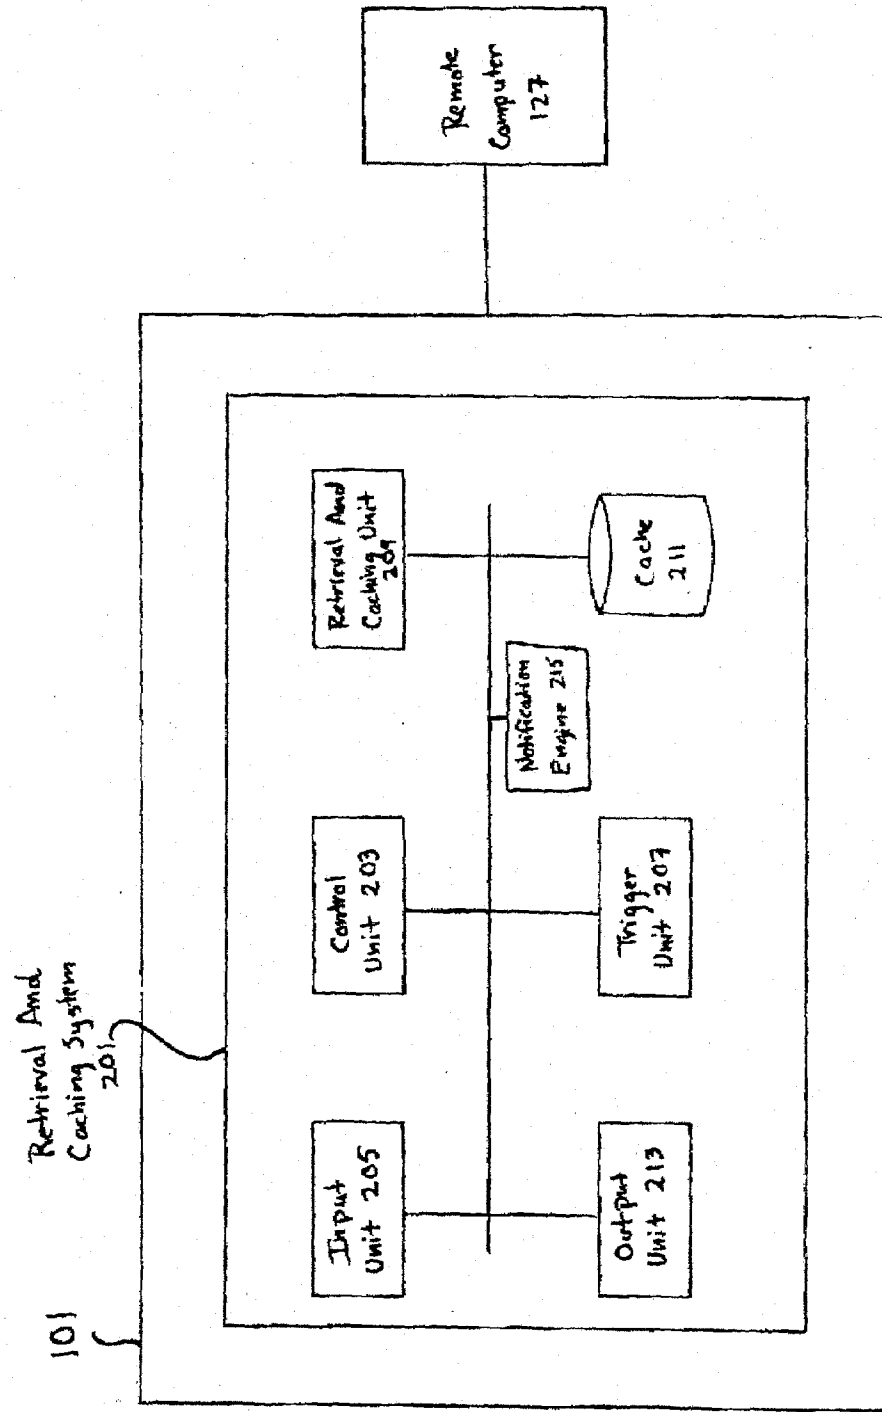 101
Retrieval And
Caching System
201
Input
Unit 205
Control
Unit 203
Retrieval And
Caching Unit
209
Notification
Engine 215
Output
Unit 213
Trigger
Unit 207
Cache
211
Remote
Computer
127